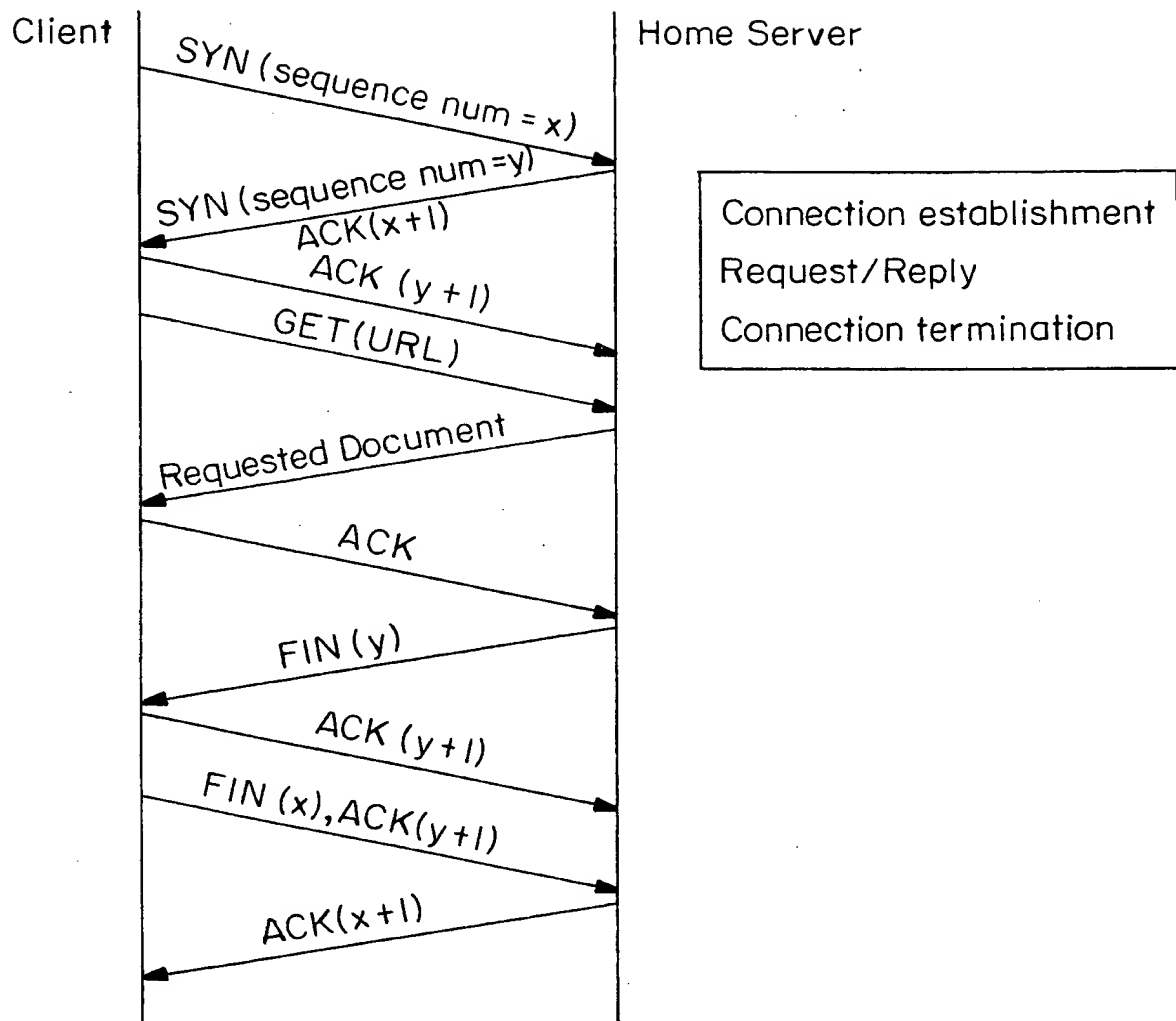 Client
Home Server
SYN (sequence num = x)
SYN (sequence num=y)
ACK(x+1)
ACK (y+1)
GET(URL)
Requested Document
ACK
FIN (y)
ACK (y+1)
FIN (x), ACK(y+1)
ACK(x+1)
Connection establishment
Request/Reply
Connection termination